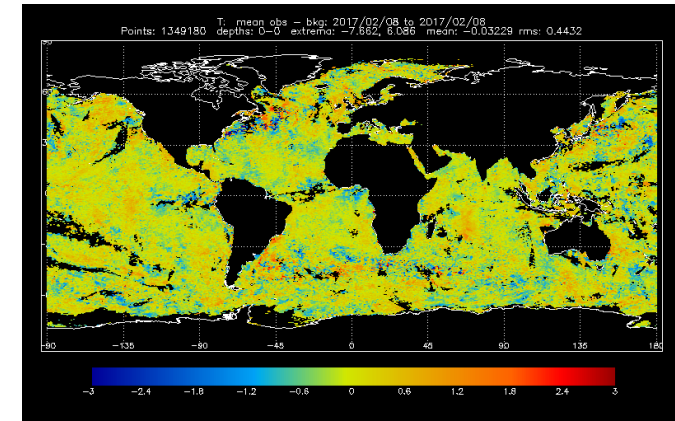 T: mean obs - bkg: 2017/02/08 to 2017/02/08
Points: 1349180 depths: 0-0 extrema: -7.662, 6.086 mean: -0.03229 rms: 0.4432
-135 -90 -45 0 45 90 135 180
-3 -2.4 -1.8 -1.2 -0.6 0 0.6 1.2 1.8 2.4 3